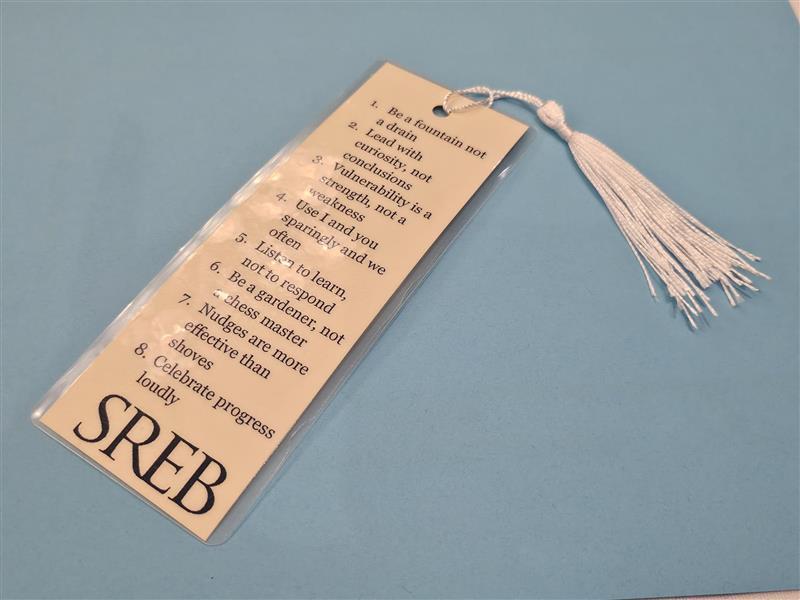 1. Be a fountain not
a drain
2. Lead with
curiosity, not
conclusions
3. Vulnerability is a
strength, not a
weakness
4. Use I and you
sparingly and we
often
5. Listen to learn,
not to respond
6. Be a gardener, not
a chess master
7. Nudges are more
effective than
shoves
8. Celebrate progress
loudly
SREB